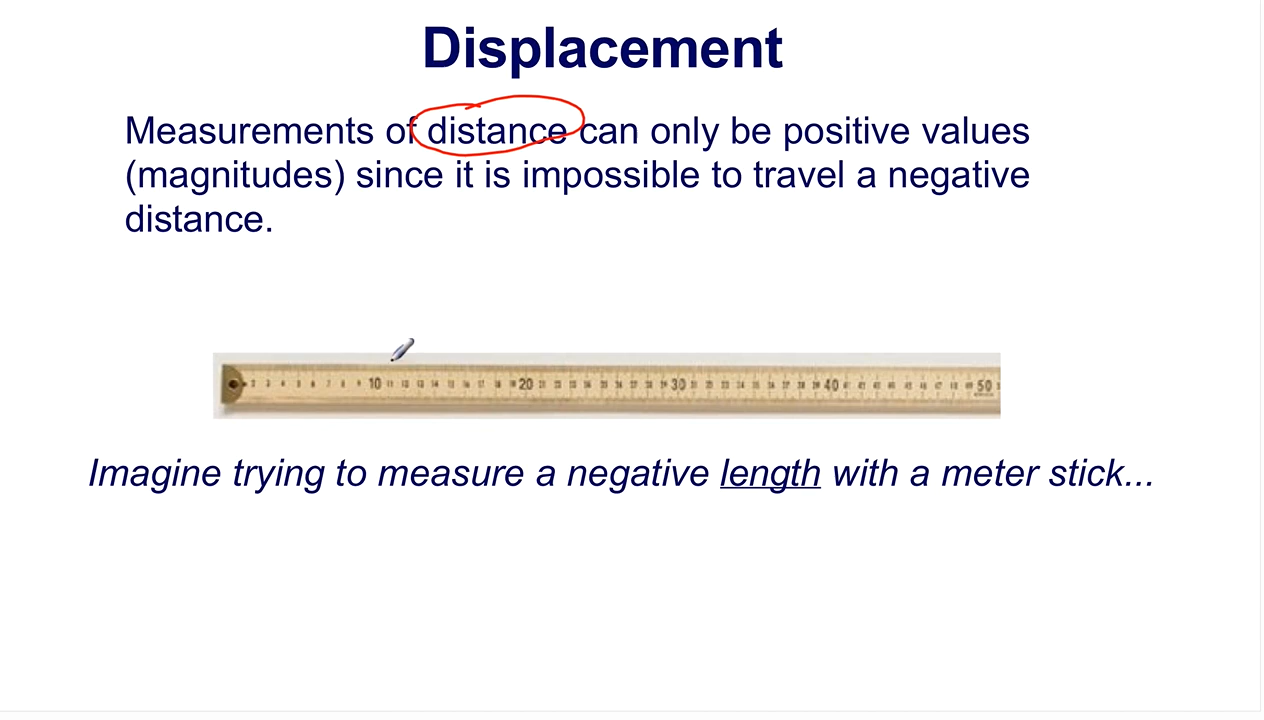 Displacement
Measurements of distance can only be positive values
(magnitudes) since it is impossible to travel a negative
distance.
10 20 30 40 50
Imagine trying to measure a negative length with a meter stick...